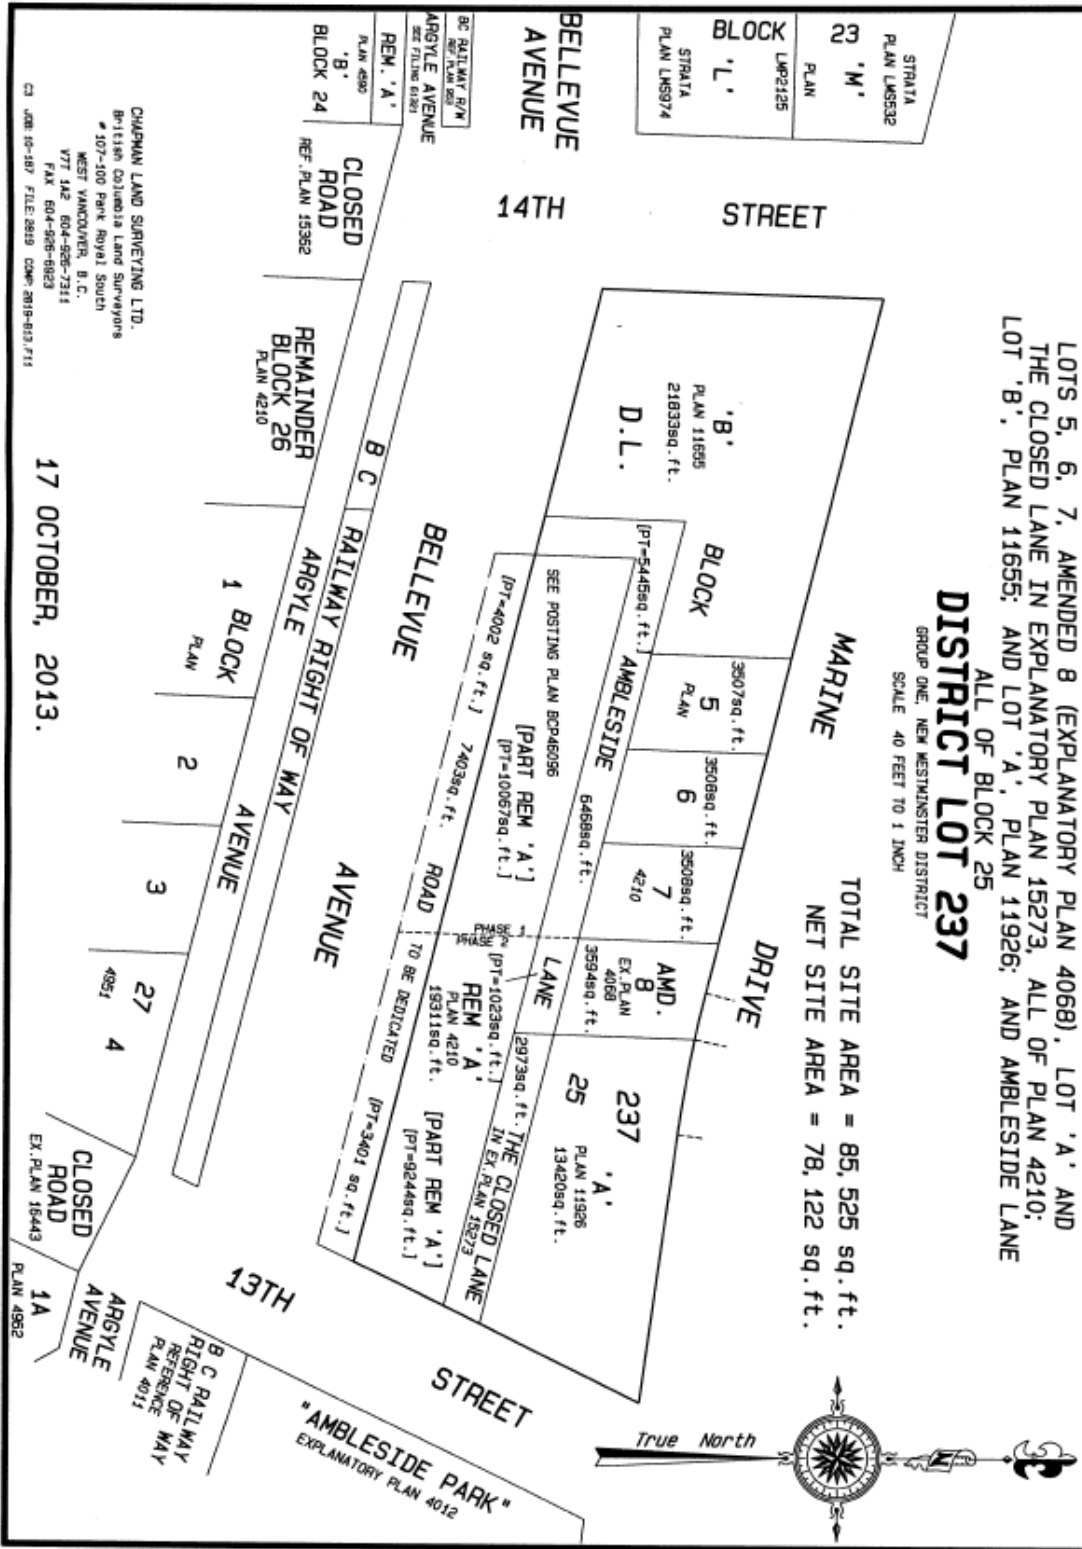 LOTS 5, 6, 7, AMENDED 8 (EXPLANATORY PLAN 4068), LOT 'A' AND
THE CLOSED LANE IN EXPLANATORY PLAN 15273, ALL OF PLAN 4210;
LOT 'B', PLAN 11655; AND LOT 'A', PLAN 11926; AND AMBLESIDE LANE
ALL OF BLOCK 25
DISTRICT LOT 237
GROUP ONE, NEW WESTMINSTER DISTRICT
SCALE 40 FEET TO 1 INCH
TOTAL SITE AREA = 85,525 sq.ft.
NET SITE AREA = 78,122 sq.ft.
STRATA
PLAN LMS532
23 'M'
PLAN
LMP2125
BLOCK
'L'
STRATA
PLAN LMS974
14TH STREET
MARINE DRIVE
'B'
PLAN 11655
21833sq.ft.
D.L.
BLOCK
3507sq.ft.
5
PLAN
3508sq.ft.
6
3508sq.ft.
7
4210
AMD.
8
EX.PLAN
4068
3594sq.ft.
237
25
'A'
PLAN 11926
13420sq.ft.
[PT=5445sq.ft.]
AMBLESIDE
6468sq.ft.
LANE
[PT=1023sq.ft.]
2973sq.ft.
THE CLOSED LANE
IN EX.PLAN 15273
SEE POSTING PLAN BCP46096
[PART REM 'A']
[PT=10067sq.ft.]
PHASE 1
PHASE 2
REM 'A'
PLAN 4210
19311sq.ft.
[PART REM 'A']
[PT=9244sq.ft.]
[PT=4002 sq.ft.]
7403sq.ft.
ROAD
TO BE DEDICATED
[PT=3401 sq.ft.]
BELLEVUE
AVENUE
BELLEVUE AVENUE
13TH STREET
BC RAILWAY R/W
REF.PLAN 959
ARGYLE AVENUE
SEE FILING 61321
REM. 'A'
PLAN 4590
'B'
BLOCK 24
CLOSED
ROAD
REF.PLAN 15362
B C RAILWAY RIGHT OF WAY
REMAINDER
BLOCK 26
PLAN 4210
ARGYLE AVENUE
1 BLOCK
PLAN
2
3
27
4951
4
CLOSED
ROAD
EX.PLAN 16443
1A
PLAN 4962
ARGYLE
AVENUE
B C RAILWAY
RIGHT OF WAY
REFERENCE
PLAN 4011
"AMBLESIDE PARK"
EXPLANATORY PLAN 4012
True North
N
CHAPMAN LAND SURVEYING LTD.
British Columbia Land Surveyors
#107-100 Park Royal South
WEST VANCOUVER, B.C.
V7T 1A2 604-926-7311
FAX 604-926-6923
17 OCTOBER, 2013.